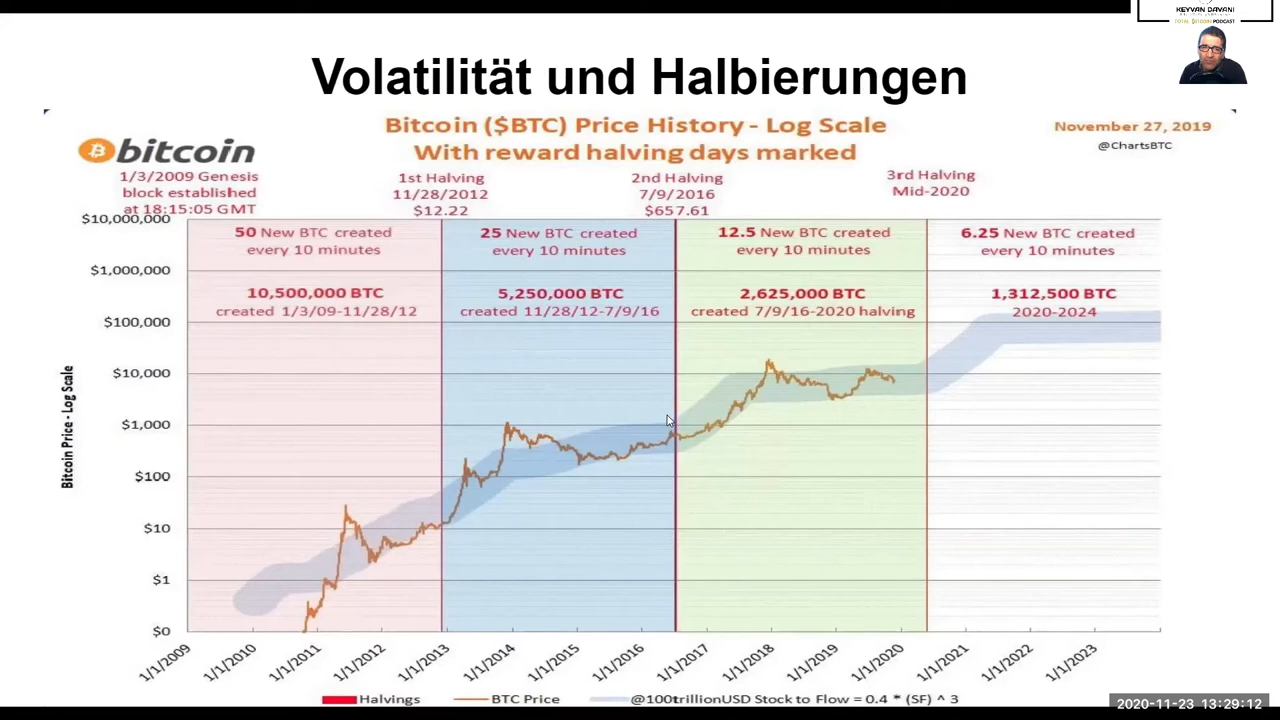 KEYVAN DAVANI
TOTAL BITCOIN PODCAST
Volatilität und Halbierungen
Bitcoin ($BTC) Price History - Log Scale
With reward halving days marked
November 27, 2019
@ChartsBTC
bitcoin
1/3/2009 Genesis
block established
at 18:15:05 GMT
1st Halving
11/28/2012
$12.22
2nd Halving
7/9/2016
$657.61
3rd Halving
Mid-2020
50 New BTC created
every 10 minutes
10,500,000 BTC
created 1/3/09-11/28/12
25 New BTC created
every 10 minutes
5,250,000 BTC
created 11/28/12-7/9/16
12.5 New BTC created
every 10 minutes
2,625,000 BTC
created 7/9/16-2020 halving
6.25 New BTC created
every 10 minutes
1,312,500 BTC
2020-2024
Bitcoin Price - Log Scale
$10,000,000
$1,000,000
$100,000
$10,000
$1,000
$100
$10
$1
$0
1/1/2009
1/1/2010
1/1/2011
1/1/2012
1/1/2013
1/1/2014
1/1/2015
1/1/2016
1/1/2017
1/1/2018
1/1/2019
1/1/2020
1/1/2021
1/1/2022
1/1/2023
Halvings
BTC Price
@100trillionUSD Stock to Flow = 0.4 * (SF) ^ 3
2020-11-23 13:29:12